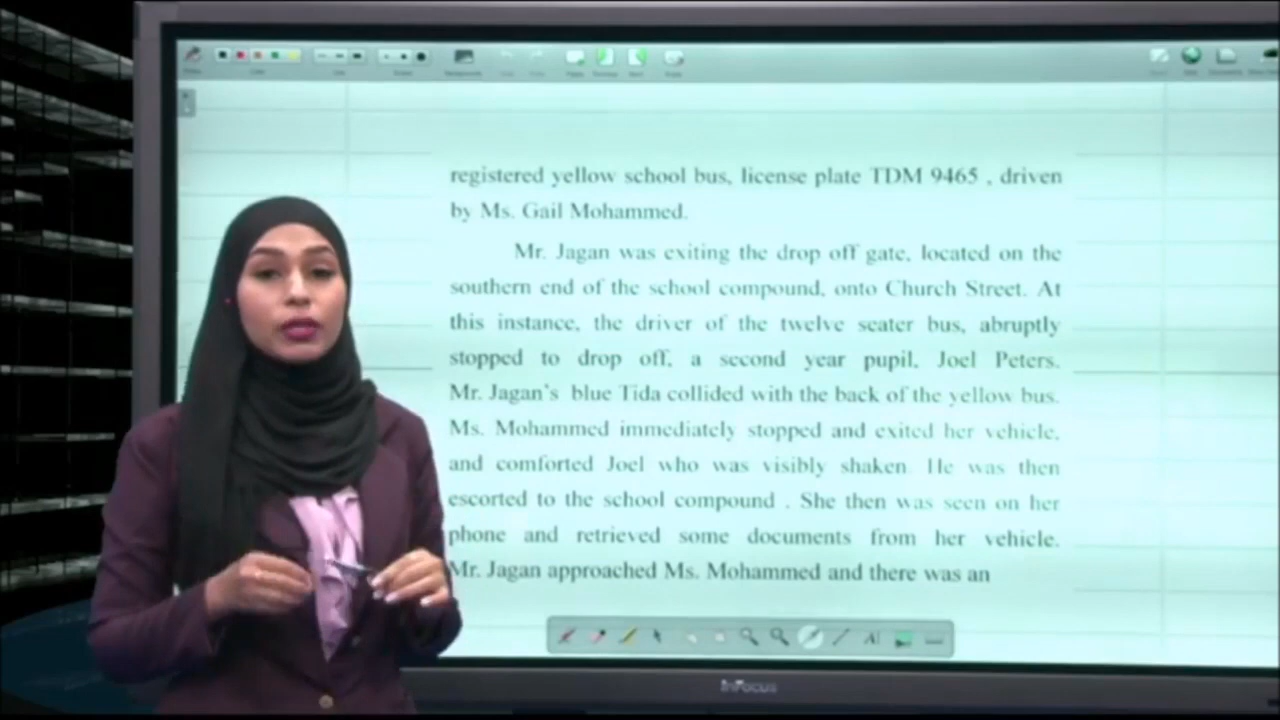 registered yellow school bus, license plate TDM 9465 , driven
by Ms. Gail Mohammed.
Mr. Jagan was exiting the drop off gate, located on the
southern end of the school compound, onto Church Street. At
this instance, the driver of the twelve seater bus, abruptly
stopped to drop off, a second year pupil, Joel Peters.
Mr. Jagan's blue Tida collided with the back of the yellow bus.
Ms. Mohammed immediately stopped and exited her vehicle,
and comforted Joel who was visibly shaken. He was then
escorted to the school compound . She then was seen on her
phone and retrieved some documents from her vehicle.
Mr. Jagan approached Ms. Mohammed and there was an
A
InFocus